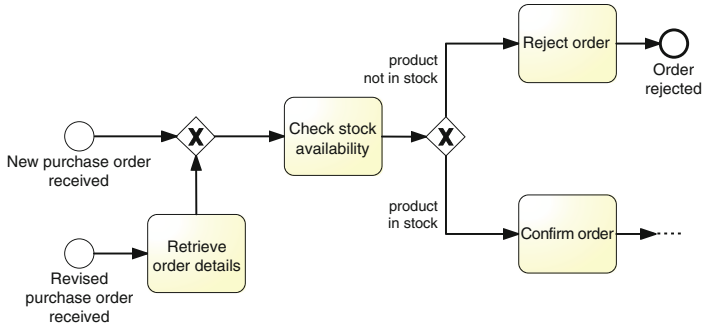 Reject order
product
not in stock
Order
rejected
Check stock
availability
X
X
New purchase order
received
product
in stock
Retrieve
order details
Confirm order
Revised
purchase order
received